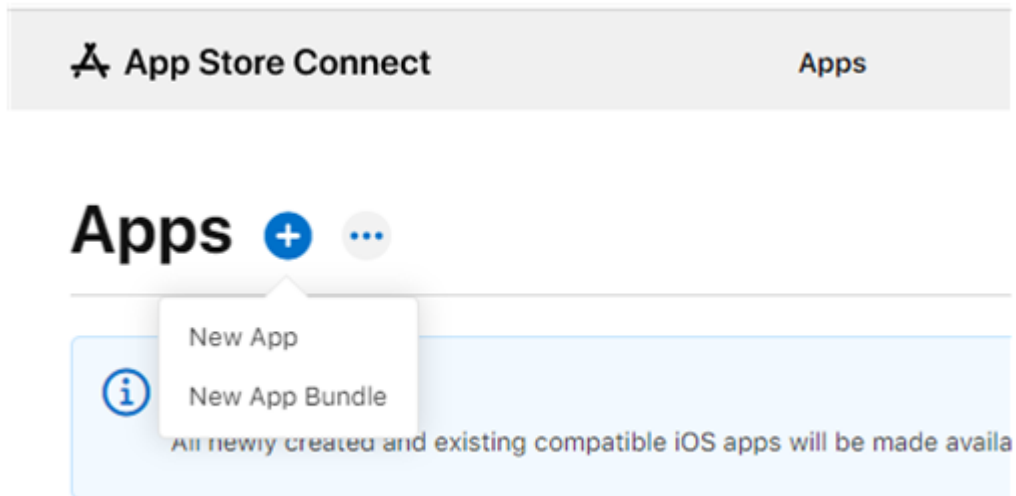 App Store Connect
Apps
Apps
New App
New App Bundle
All newly created and existing compatible iOS apps will be made availa